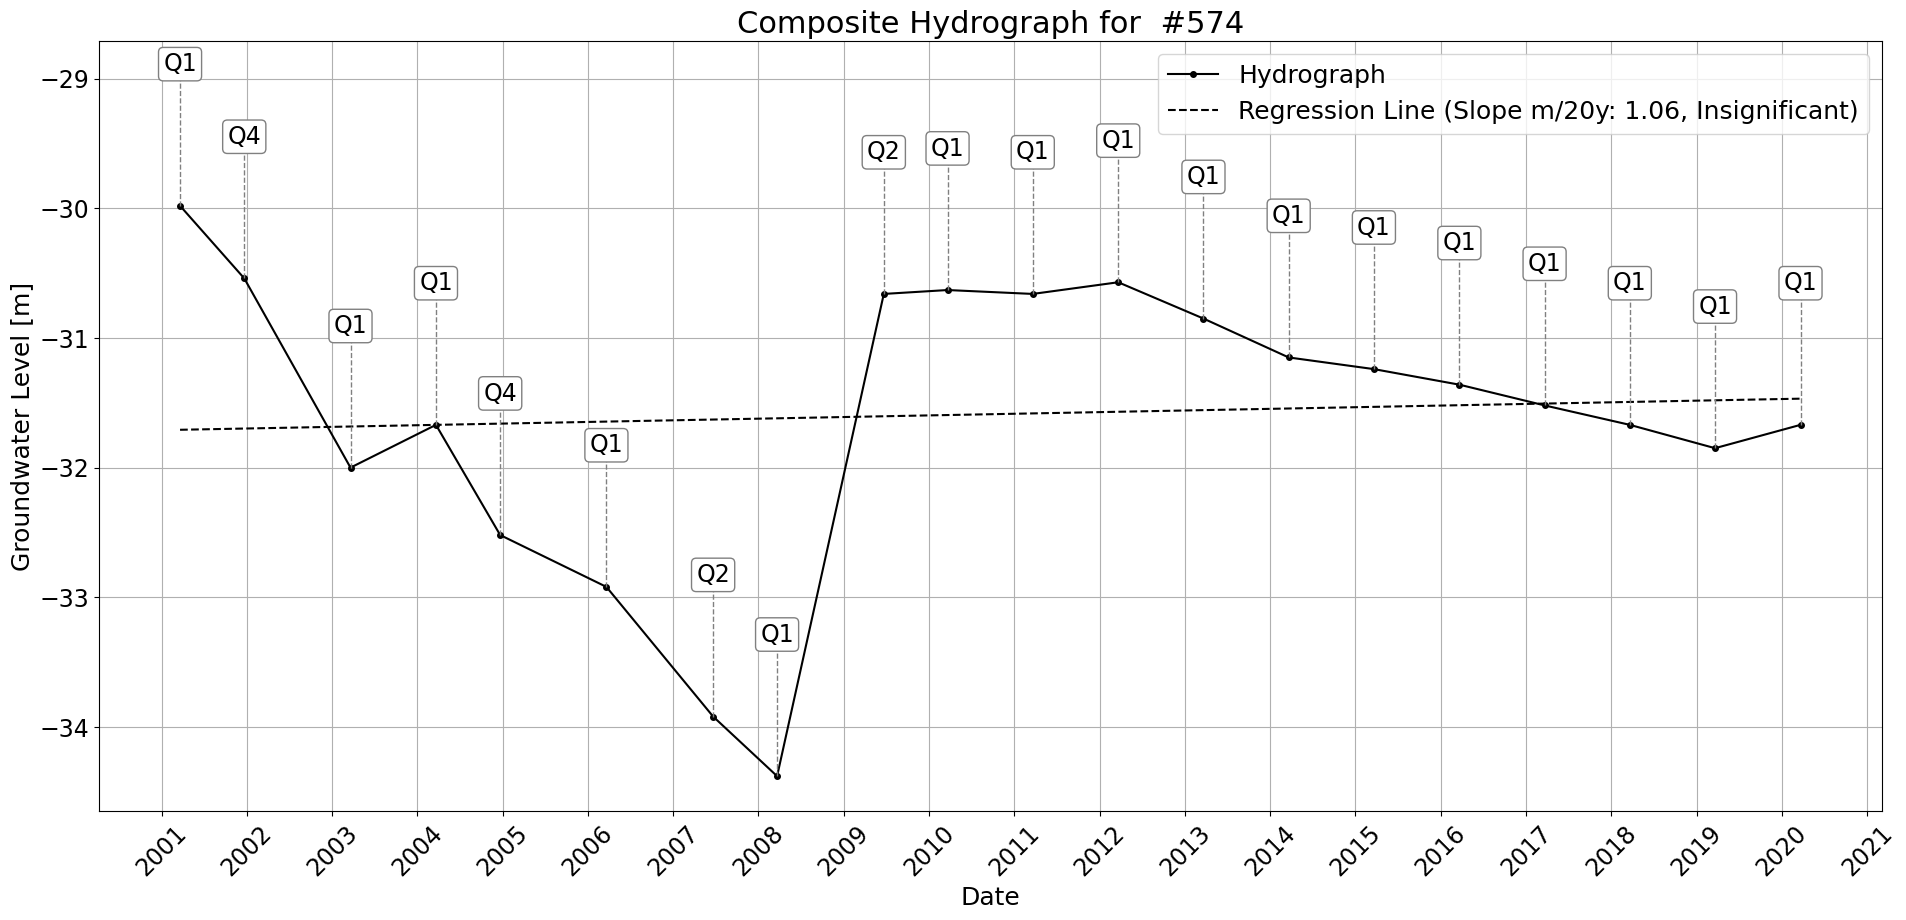 Composite Hydrograph for  #574
Hydrograph
Regression Line (Slope m/20y: 1.06, Insignificant)
Groundwater Level [m]
−29
−30
−31
−32
−33
−34
Q1
Q4
Q1
Q1
Q4
Q1
Q2
Q1
Q2
Q1
Q1
Q1
Q1
Q1
Q1
Q1
Q1
Q1
Q1
Q1
2001
2002
2003
2004
2005
2006
2007
2008
2009
2010
2011
2012
2013
2014
2015
2016
2017
2018
2019
2020
2021
Date